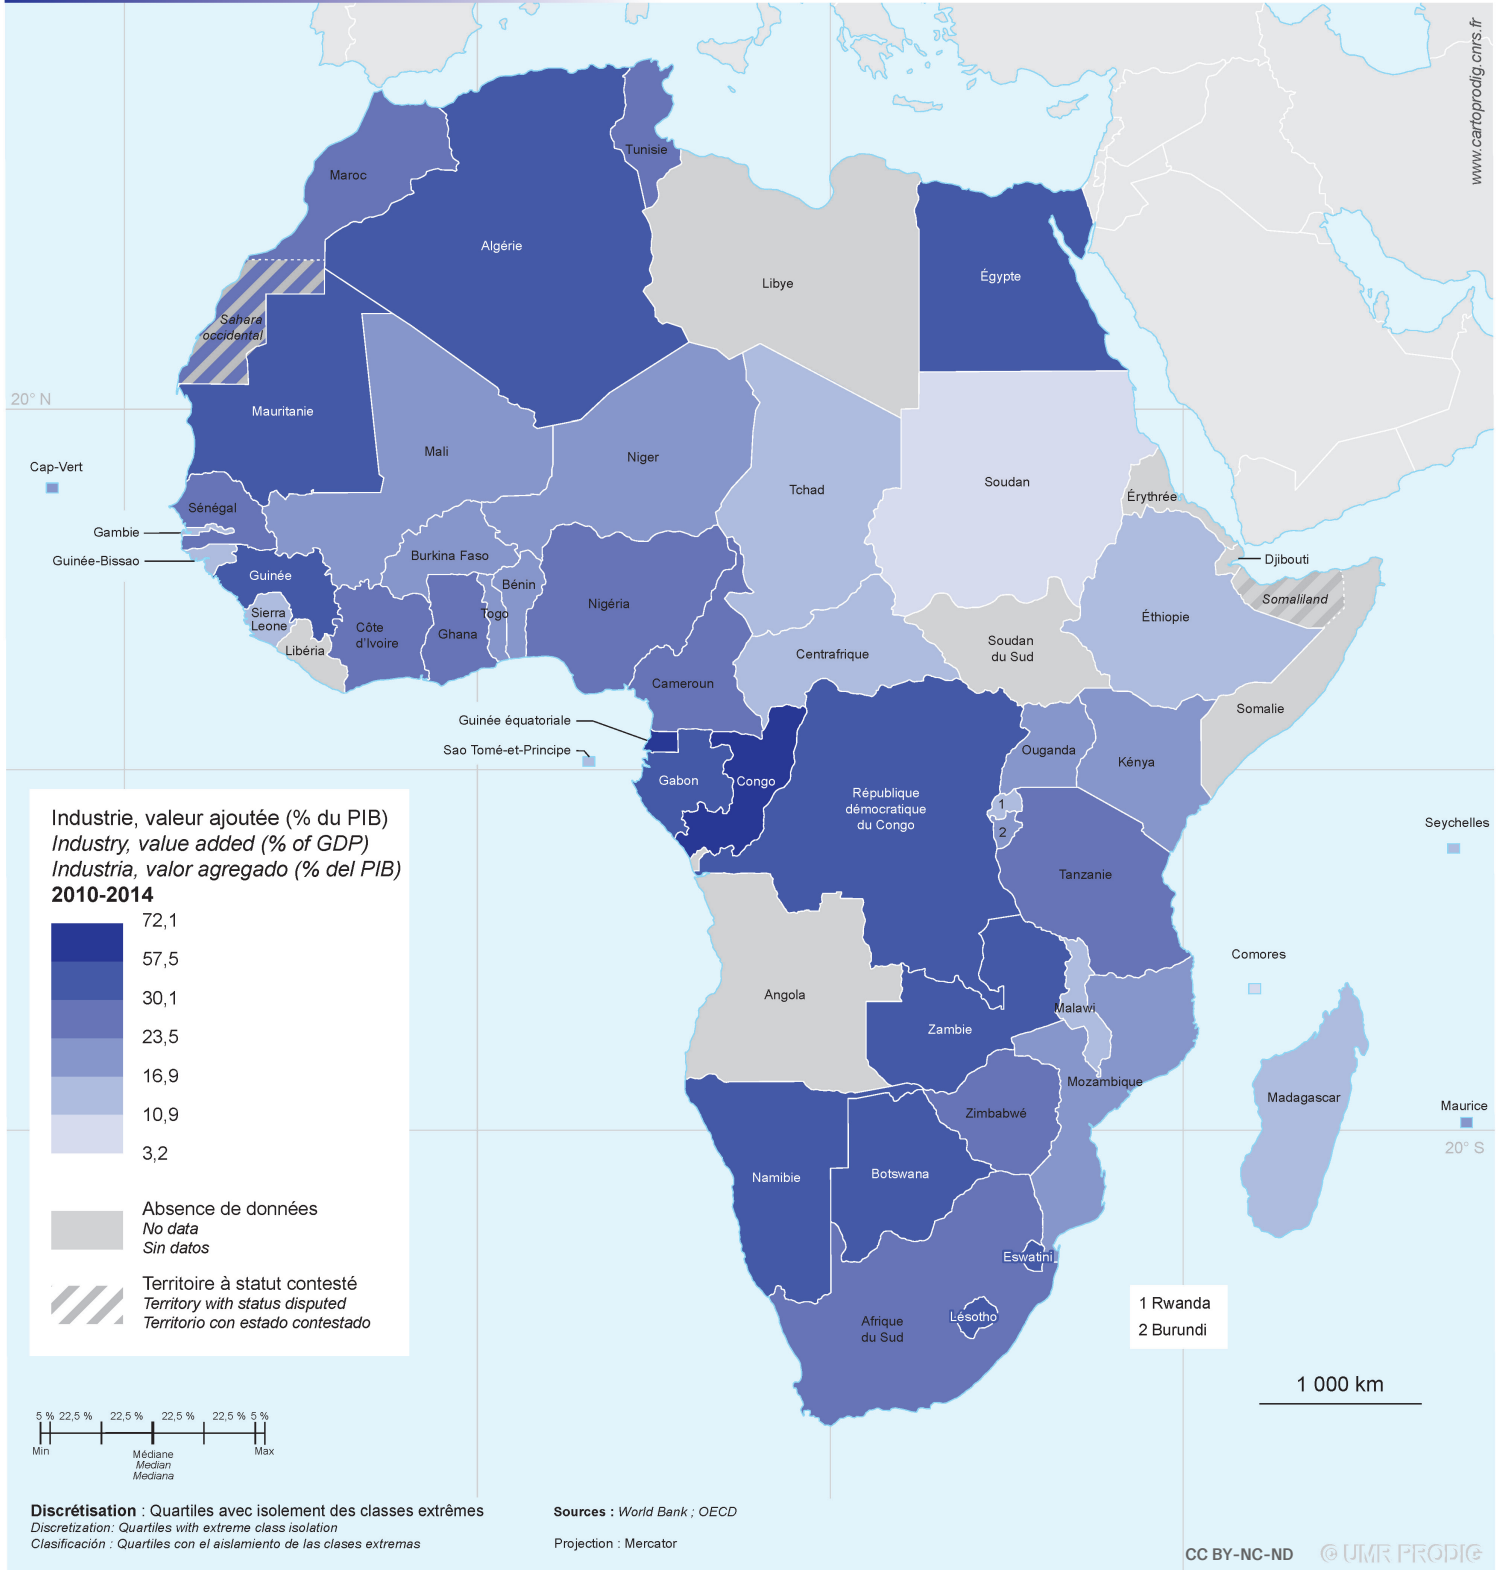 www.cartoprodig.cnrs.fr
Tunisie
Maroc
Algérie
Libye
Égypte
Sahara
occidental
20° N
Mauritanie
Mali
Niger
Cap-Vert
Tchad
Soudan
Érythrée
Sénégal
Gambie
Guinée-Bissao
Burkina Faso
Djibouti
Guinée
Bénin
Somaliland
Nigéria
Sierra
Leone
Togo
Éthiopie
Côte
d'Ivoire
Ghana
Libéria
Soudan
du Sud
Centrafrique
Cameroun
Somalie
Guinée équatoriale
Sao Tomé-et-Principe
Ouganda
Kénya
Gabon
Congo
République
démocratique
du Congo
1
2
Seychelles
Tanzanie
Comores
Angola
Malawi
Zambie
Mozambique
Madagascar
Maurice
Zimbabwé
20° S
Namibie
Botswana
Eswatini
Lésotho
Afrique
du Sud
Industrie, valeur ajoutée (% du PIB)
Industry, value added (% of GDP)
Industria, valor agregado (% del PIB)
2010-2014
72,1
57,5
30,1
23,5
16,9
10,9
3,2
Absence de données
No data
Sin datos
Territoire à statut contesté
Territory with status disputed
Territorio con estado contestado
1 Rwanda
2 Burundi
1 000 km
5 % 22,5 % 22,5 % 22,5 % 22,5 % 5 %
Min Max
Médiane
Median
Mediana
Discrétisation : Quartiles avec isolement des classes extrêmes
Discretization: Quartiles with extreme class isolation
Clasificación : Quartiles con el aislamiento de las clases extremas
Sources : World Bank ; OECD
Projection : Mercator
CC BY-NC-ND © UMR PRODIG